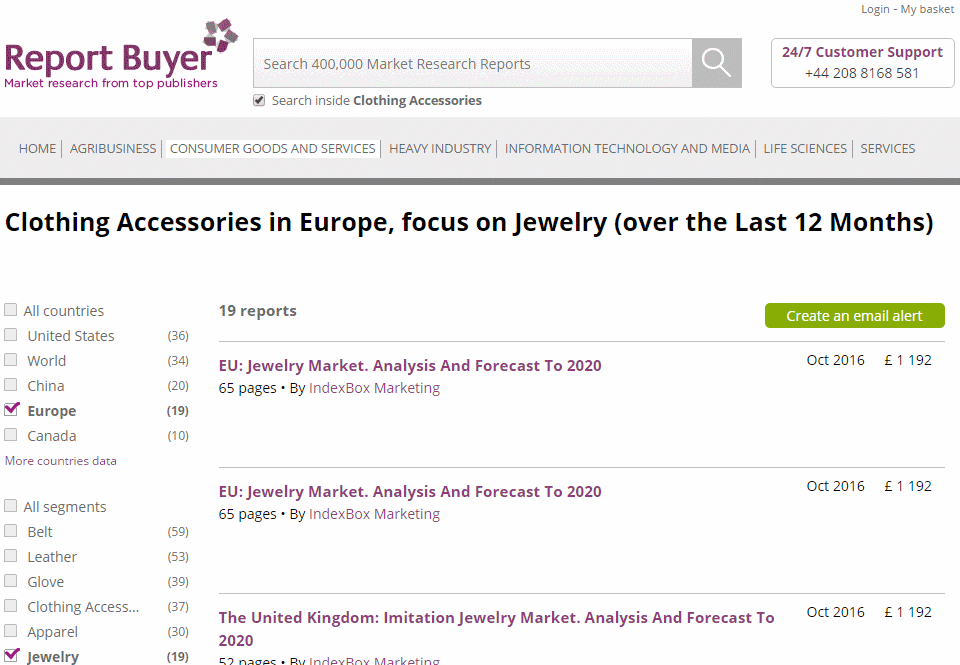 Login - My basket
Report Buyer
Market research from top publishers
Search 400,000 Market Research Reports
24/7 Customer Support
+44 208 8168 581
Search inside Clothing Accessories
HOME AGRIBUSINESS CONSUMER GOODS AND SERVICES HEAVY INDUSTRY INFORMATION TECHNOLOGY AND MEDIA LIFE SCIENCES SERVICES
Clothing Accessories in Europe, focus on Jewelry (over the Last 12 Months)
All countries
United States (36)
World (34)
China (20)
Europe (19)
Canada (10)
More countries data
All segments
Belt (59)
Leather (53)
Glove (39)
Clothing Access... (37)
Apparel (30)
Jewelry (19)
19 reports
Create an email alert
EU: Jewelry Market. Analysis And Forecast To 2020
Oct 2016 £ 1 192
65 pages • By IndexBox Marketing
EU: Jewelry Market. Analysis And Forecast To 2020
Oct 2016 £ 1 192
65 pages • By IndexBox Marketing
The United Kingdom: Imitation Jewelry Market. Analysis And Forecast To
2020
Oct 2016 £ 1 192
52 pages • By IndexBox Marketing